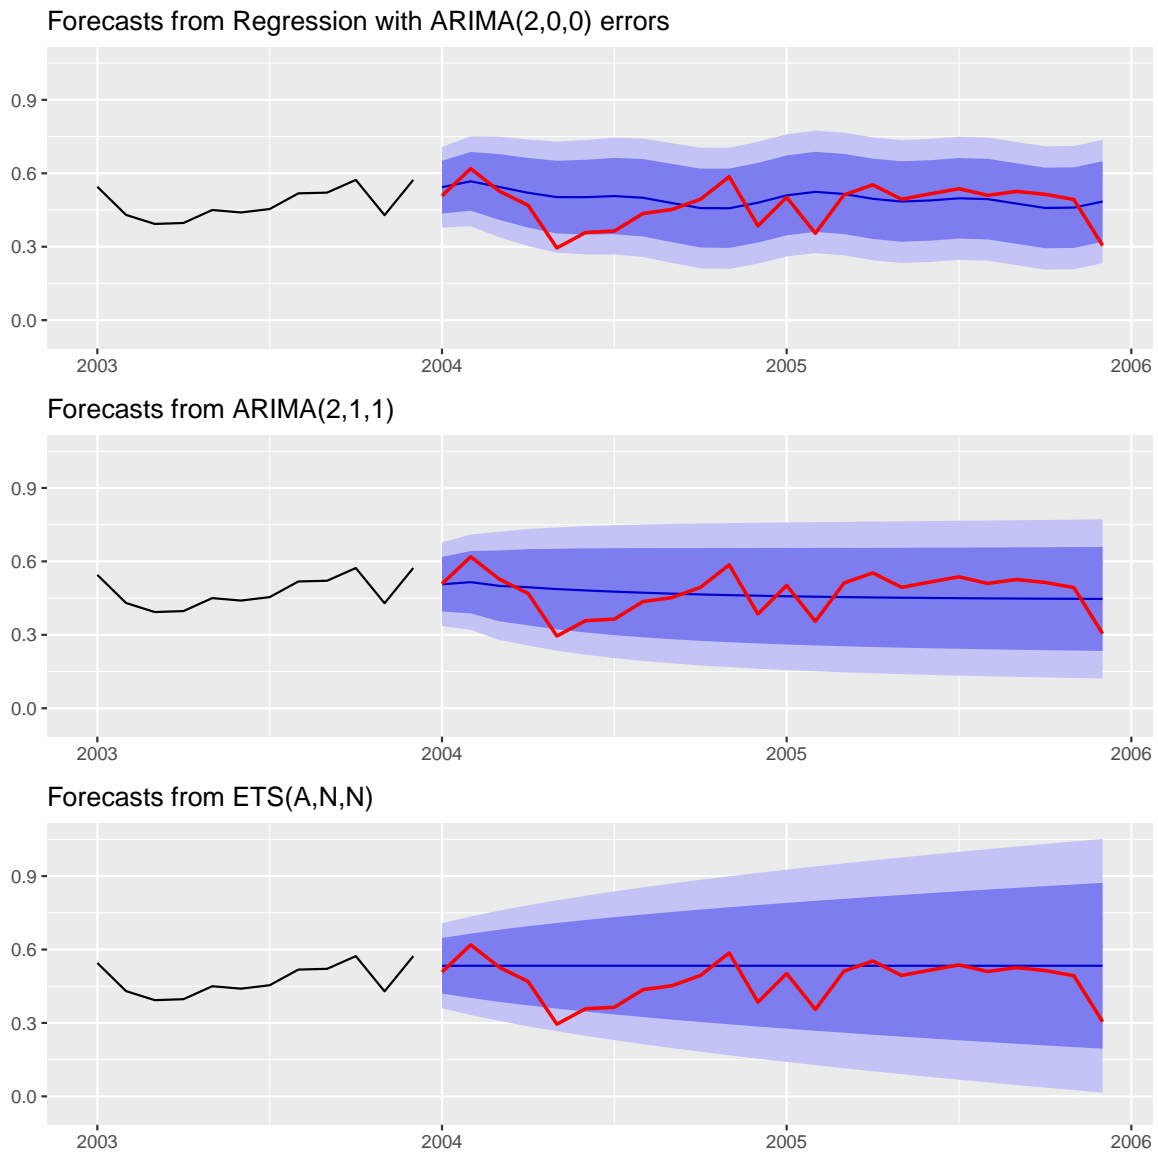 Forecasts from Regression with ARIMA(2,0,0) errors
0.9
0.6
0.3
0.0
2003 2004 2005 2006
Forecasts from ARIMA(2,1,1)
0.9
0.6
0.3
0.0
2003 2004 2005 2006
Forecasts from ETS(A,N,N)
0.9
0.6
0.3
0.0
2003 2004 2005 2006